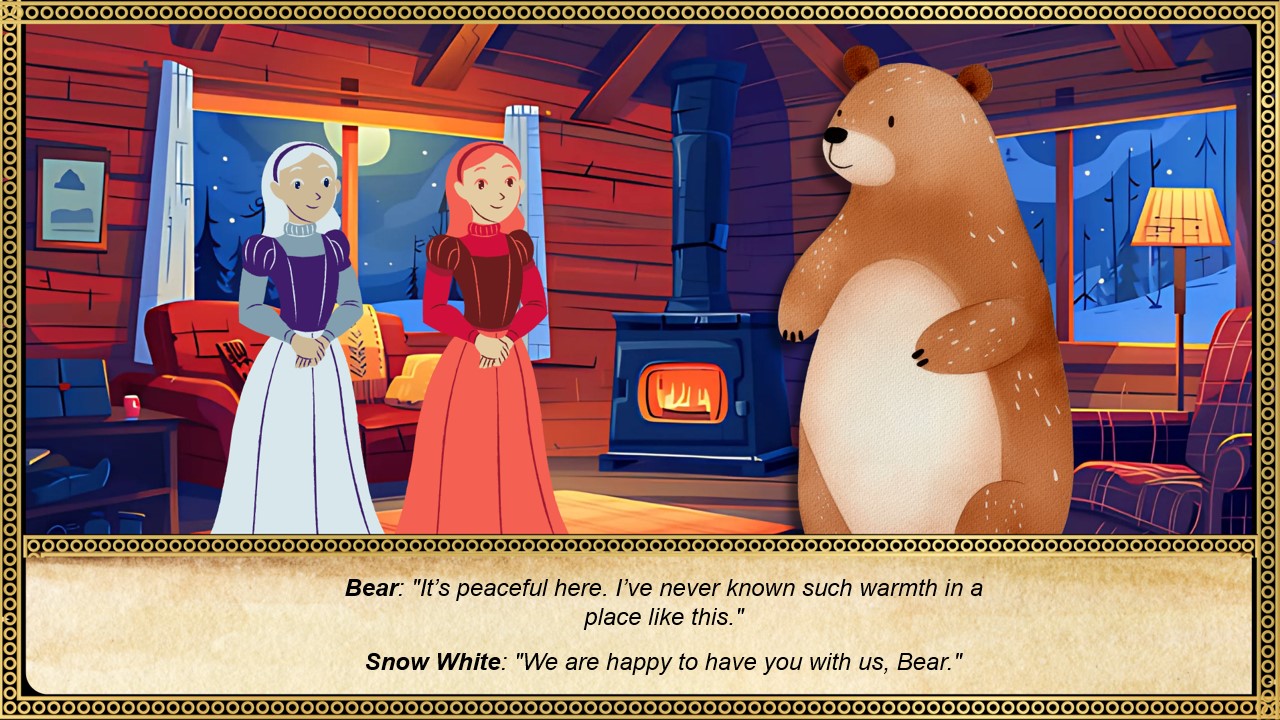 Bear: "It’s peaceful here. I’ve never known such warmth in a
place like this."
Snow White: "We are happy to have you with us, Bear."